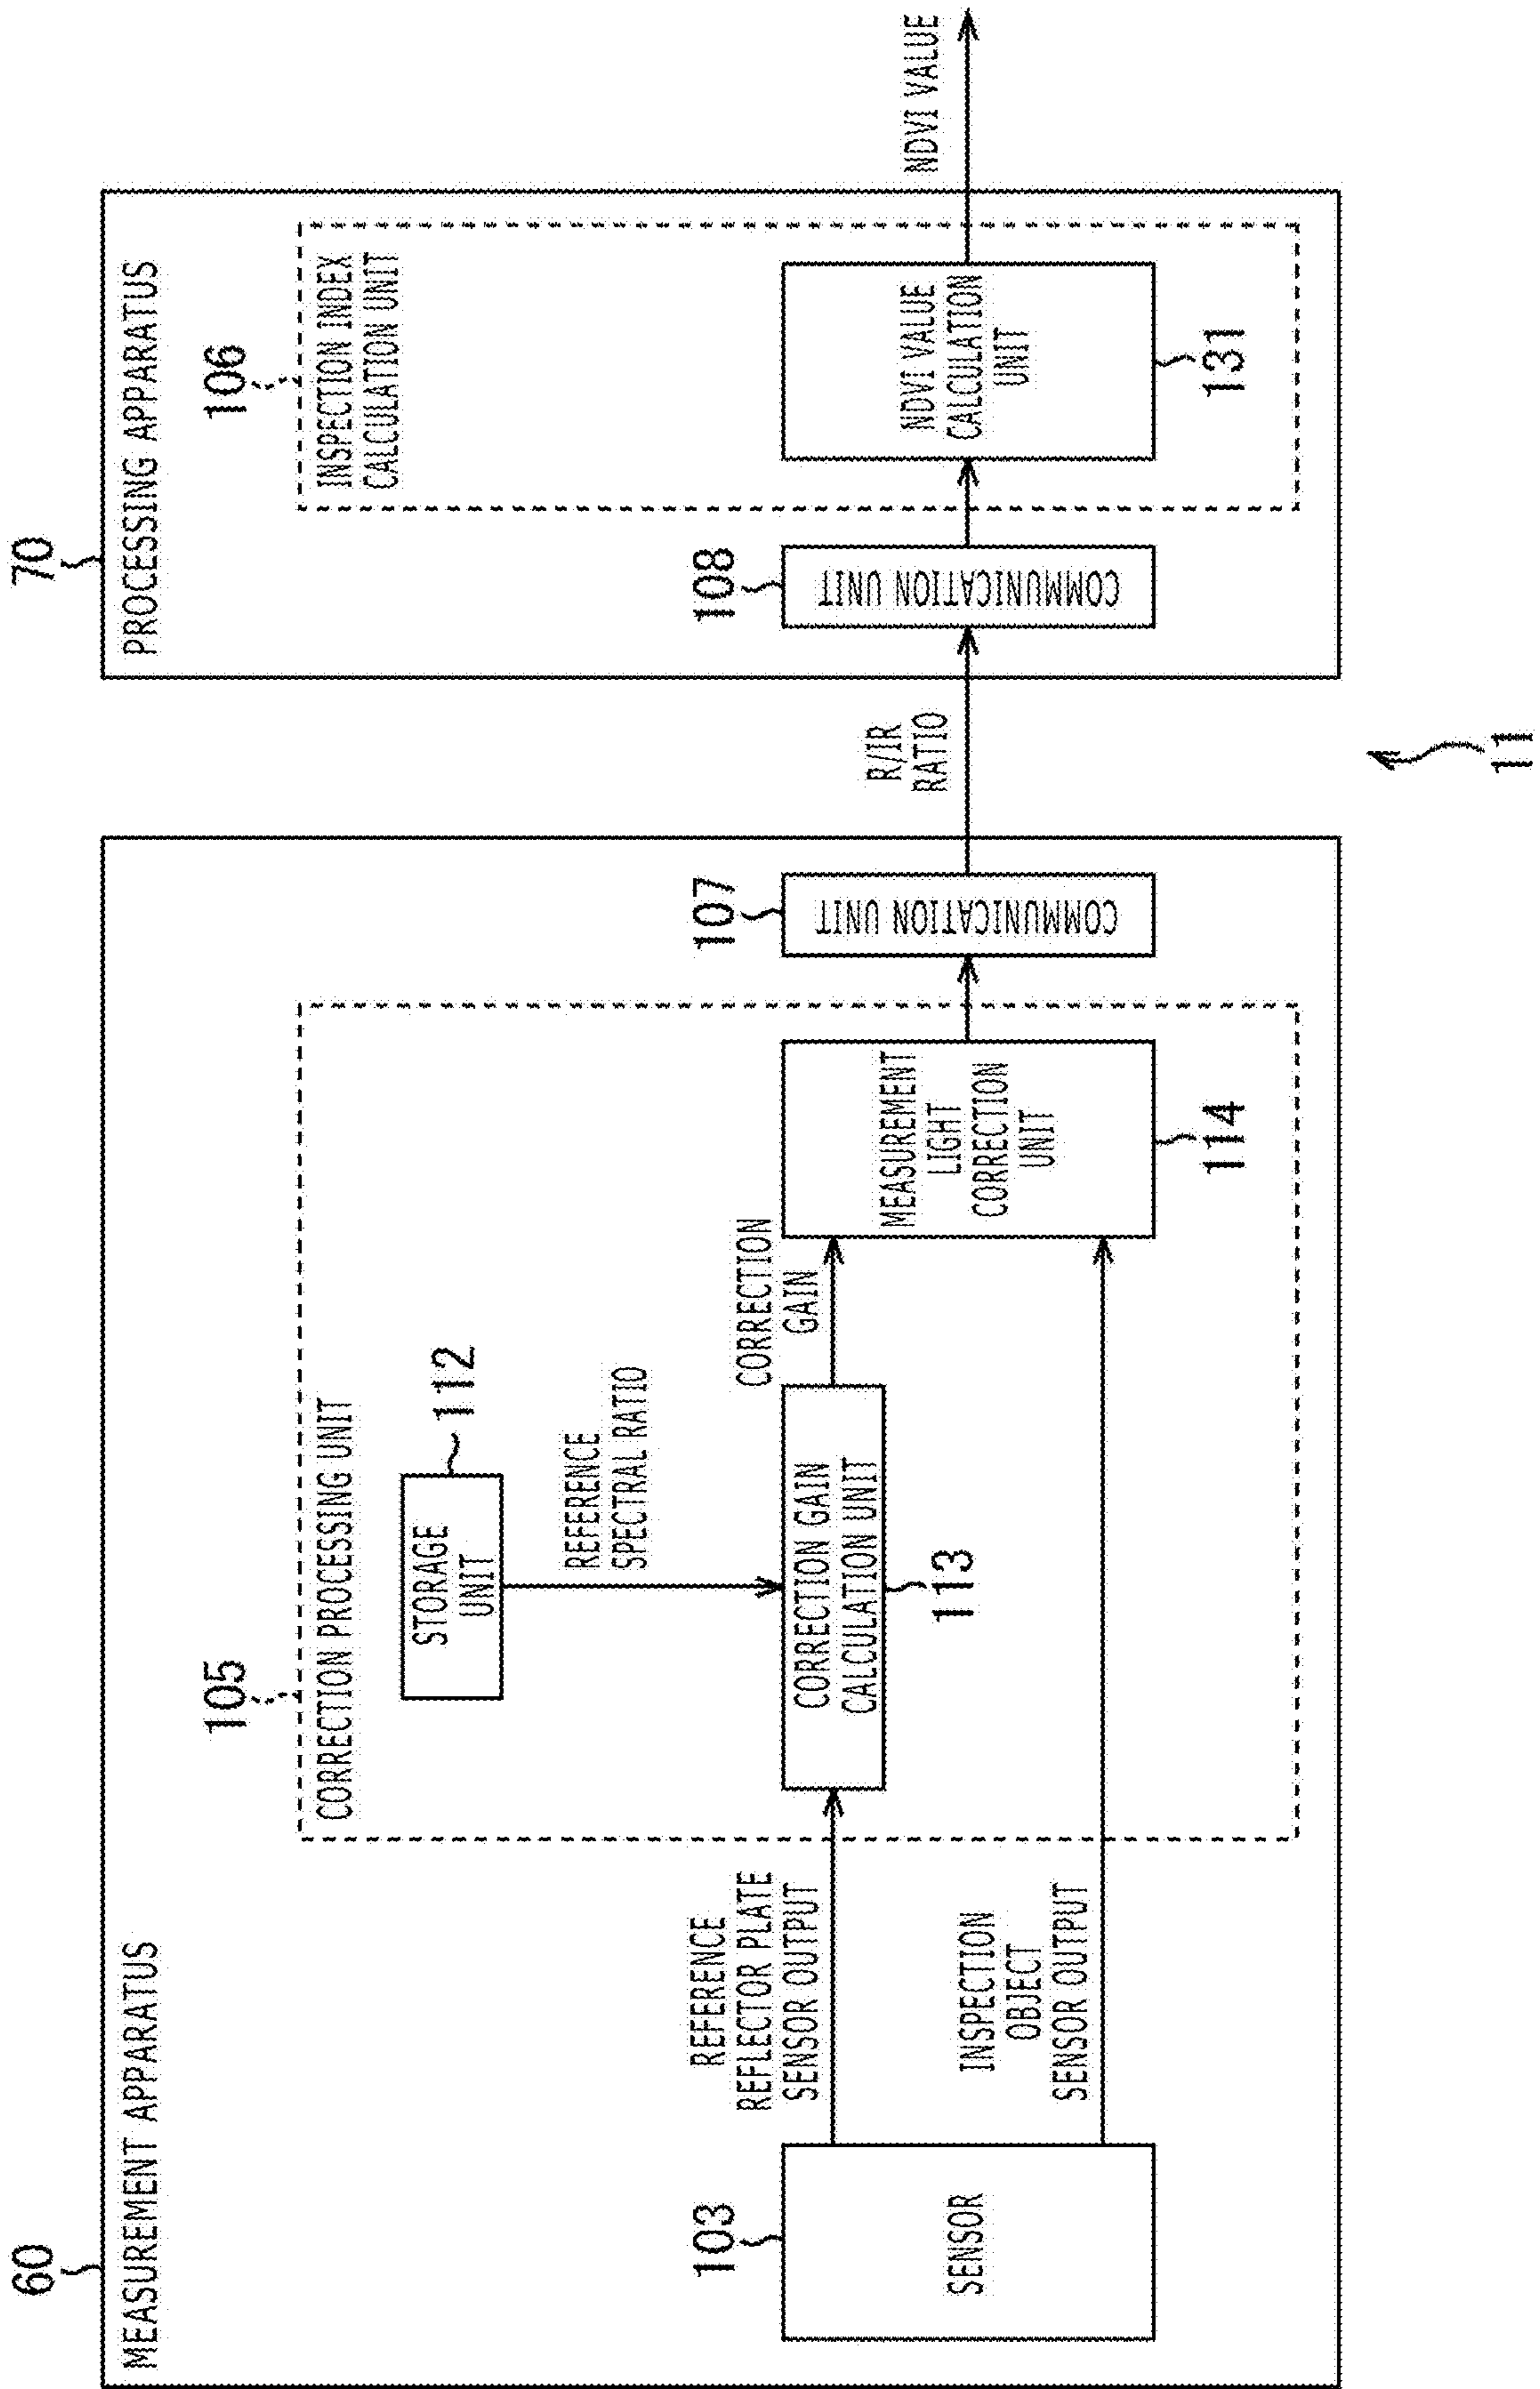 60
MEASUREMENT APPARATUS
103
SENSOR
REFERENCE
REFLECTOR PLATE
SENSOR OUTPUT
INSPECTION
OBJECT
SENSOR OUTPUT
105
CORRECTION PROCESSING UNIT
STORAGE
UNIT
112
REFERENCE
SPECTRAL RATIO
CORRECTION GAIN
CALCULATION UNIT
113
CORRECTION
GAIN
MEASUREMENT
LIGHT
CORRECTION
UNIT
114
107
COMMUNICATION UNIT
R/IR
RATIO
70
PROCESSING APPARATUS
108
COMMUNICATION UNIT
106
INSPECTION INDEX
CALCULATION UNIT
NDVI VALUE
CALCULATION
UNIT
131
NDVI VALUE
11